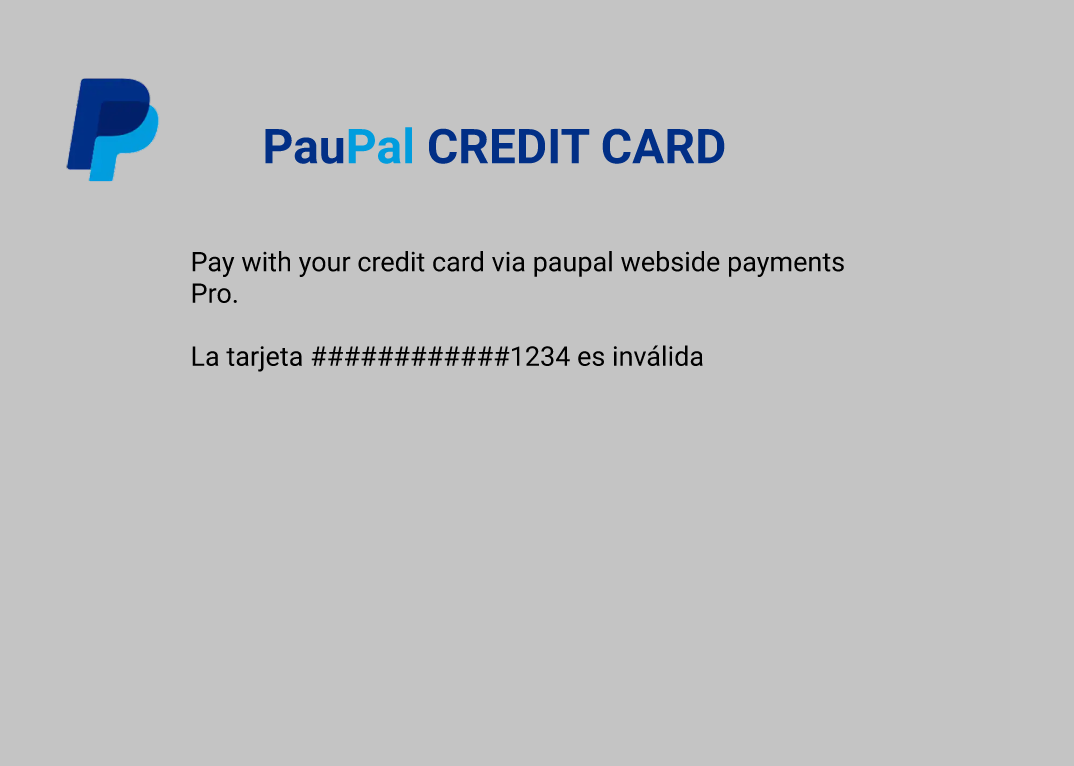 PauPal CREDIT CARD
Pay with your credit card via paupal webside payments
Pro.
La tarjeta ############1234 es inválida